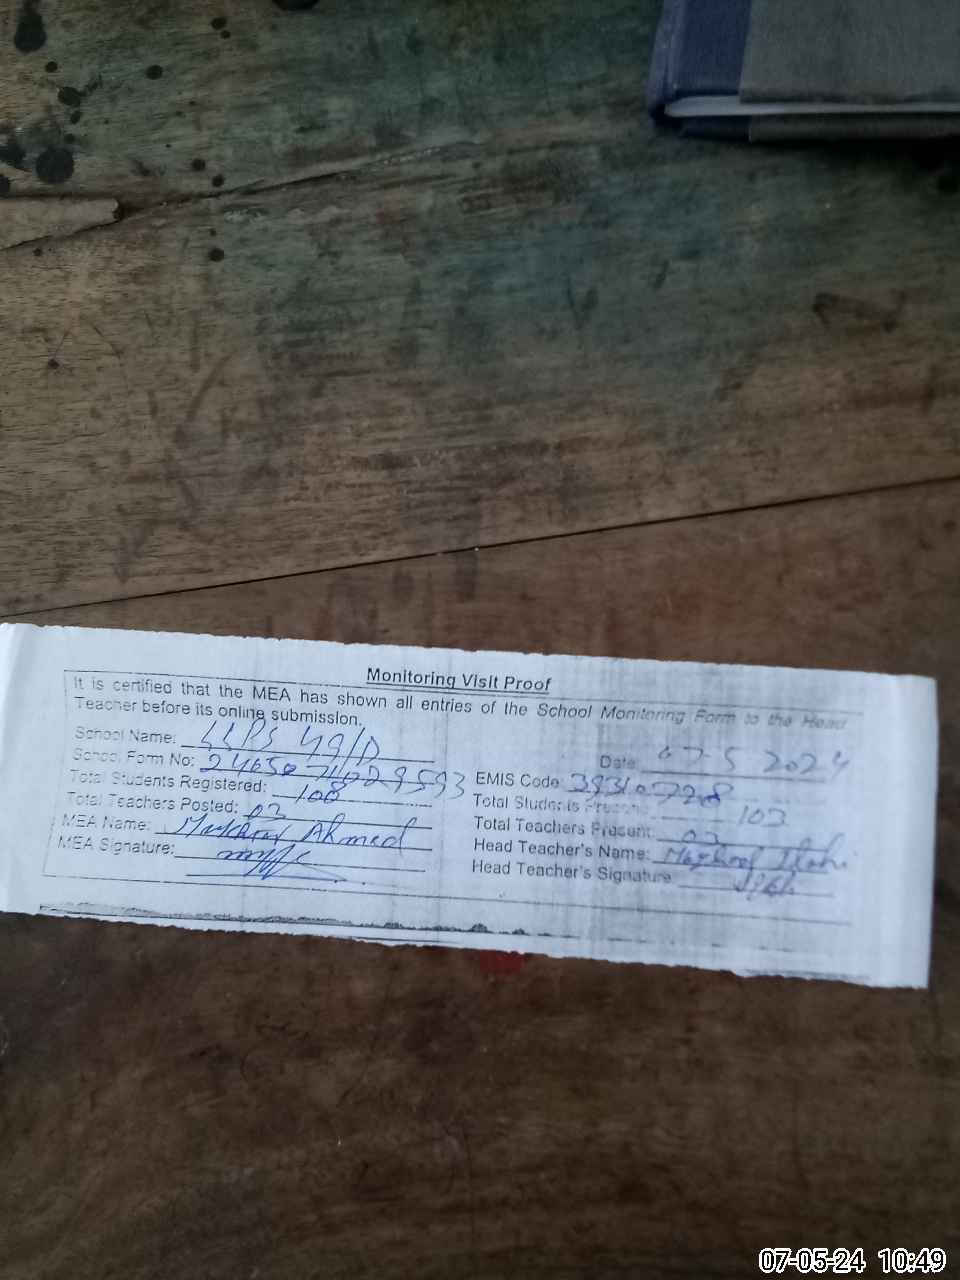 Monitoring Visit Proof
It is certified that the MEA has shown all entries of the School Monitoring Form to the Head
Teacher before its online submission.
School Name: 49/D
Date: 07-5 2024
School Form No:
EMIS Code: 39310728
Total Students Registered: 108
Total Students Present: 103
Total Teachers Posted: 03
Total Teachers Present: 03
MEA Name: Ahmed
Head Teacher's Name:
MEA Signature:
Head Teacher's Signature
07-05-24 10:49